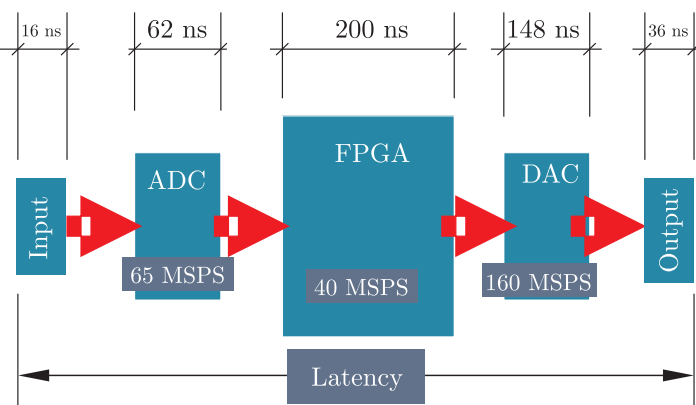 16 ns
62 ns
200 ns
148 ns
36 ns
Input
ADC
65 MSPS
FPGA
40 MSPS
DAC
160 MSPS
Output
Latency